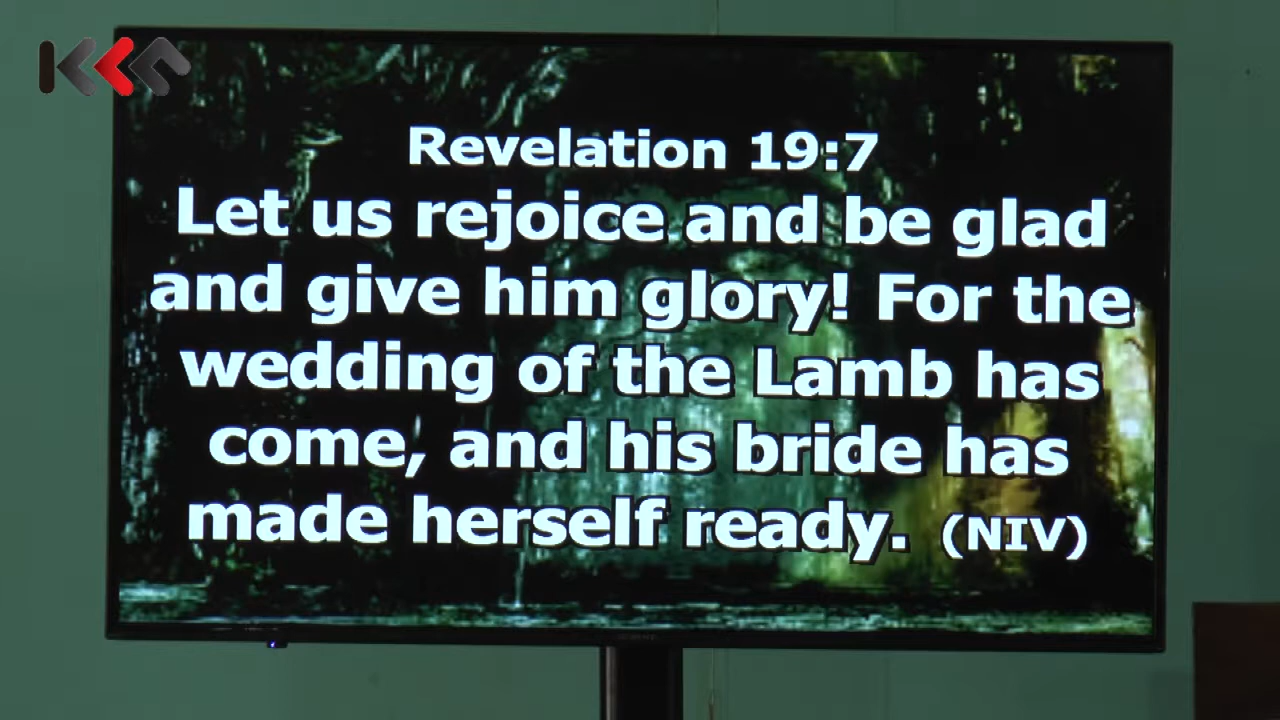 Revelation 19:7
Let us rejoice and be glad
and give him glory! For the
wedding of the Lamb has
come, and his bride has
made herself ready. (NIV)